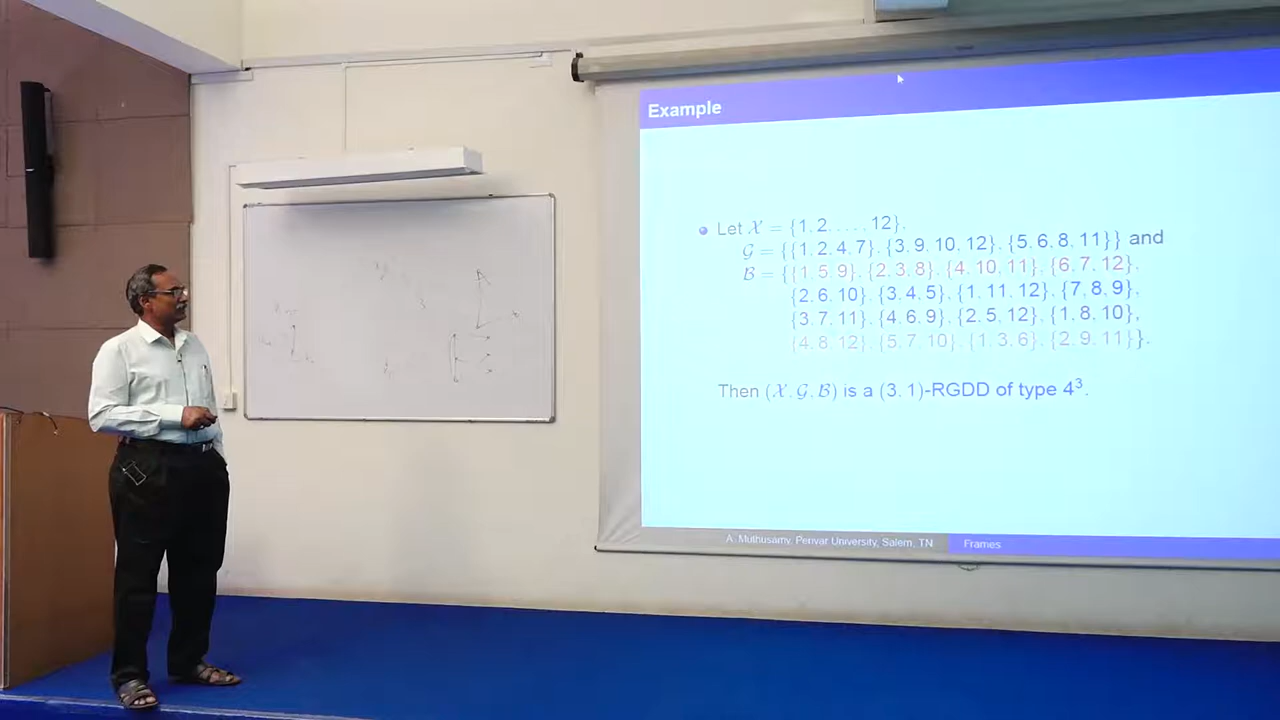 Example
Let 𝒳 = {1, 2, . . . , 12},
𝒢 = {{1, 2, 4, 7}, {3, 9, 10, 12}, {5, 6, 8, 11}} and
ℬ = {{1, 5, 9}, {2, 3, 8}, {4, 10, 11}, {6, 7, 12},
{2, 6, 10}, {3, 4, 5}, {1, 11, 12}, {7, 8, 9},
{3, 7, 11}, {4, 6, 9}, {2, 5, 12}, {1, 8, 10},
{4, 8, 12}, {5, 7, 10}, {1, 3, 6}, {2, 9, 11}}.
Then (𝒳, 𝒢, ℬ) is a (3, 1)-RGDD of type 4³.
A. Muthusamy, Periyar University, Salem, TN
Frames